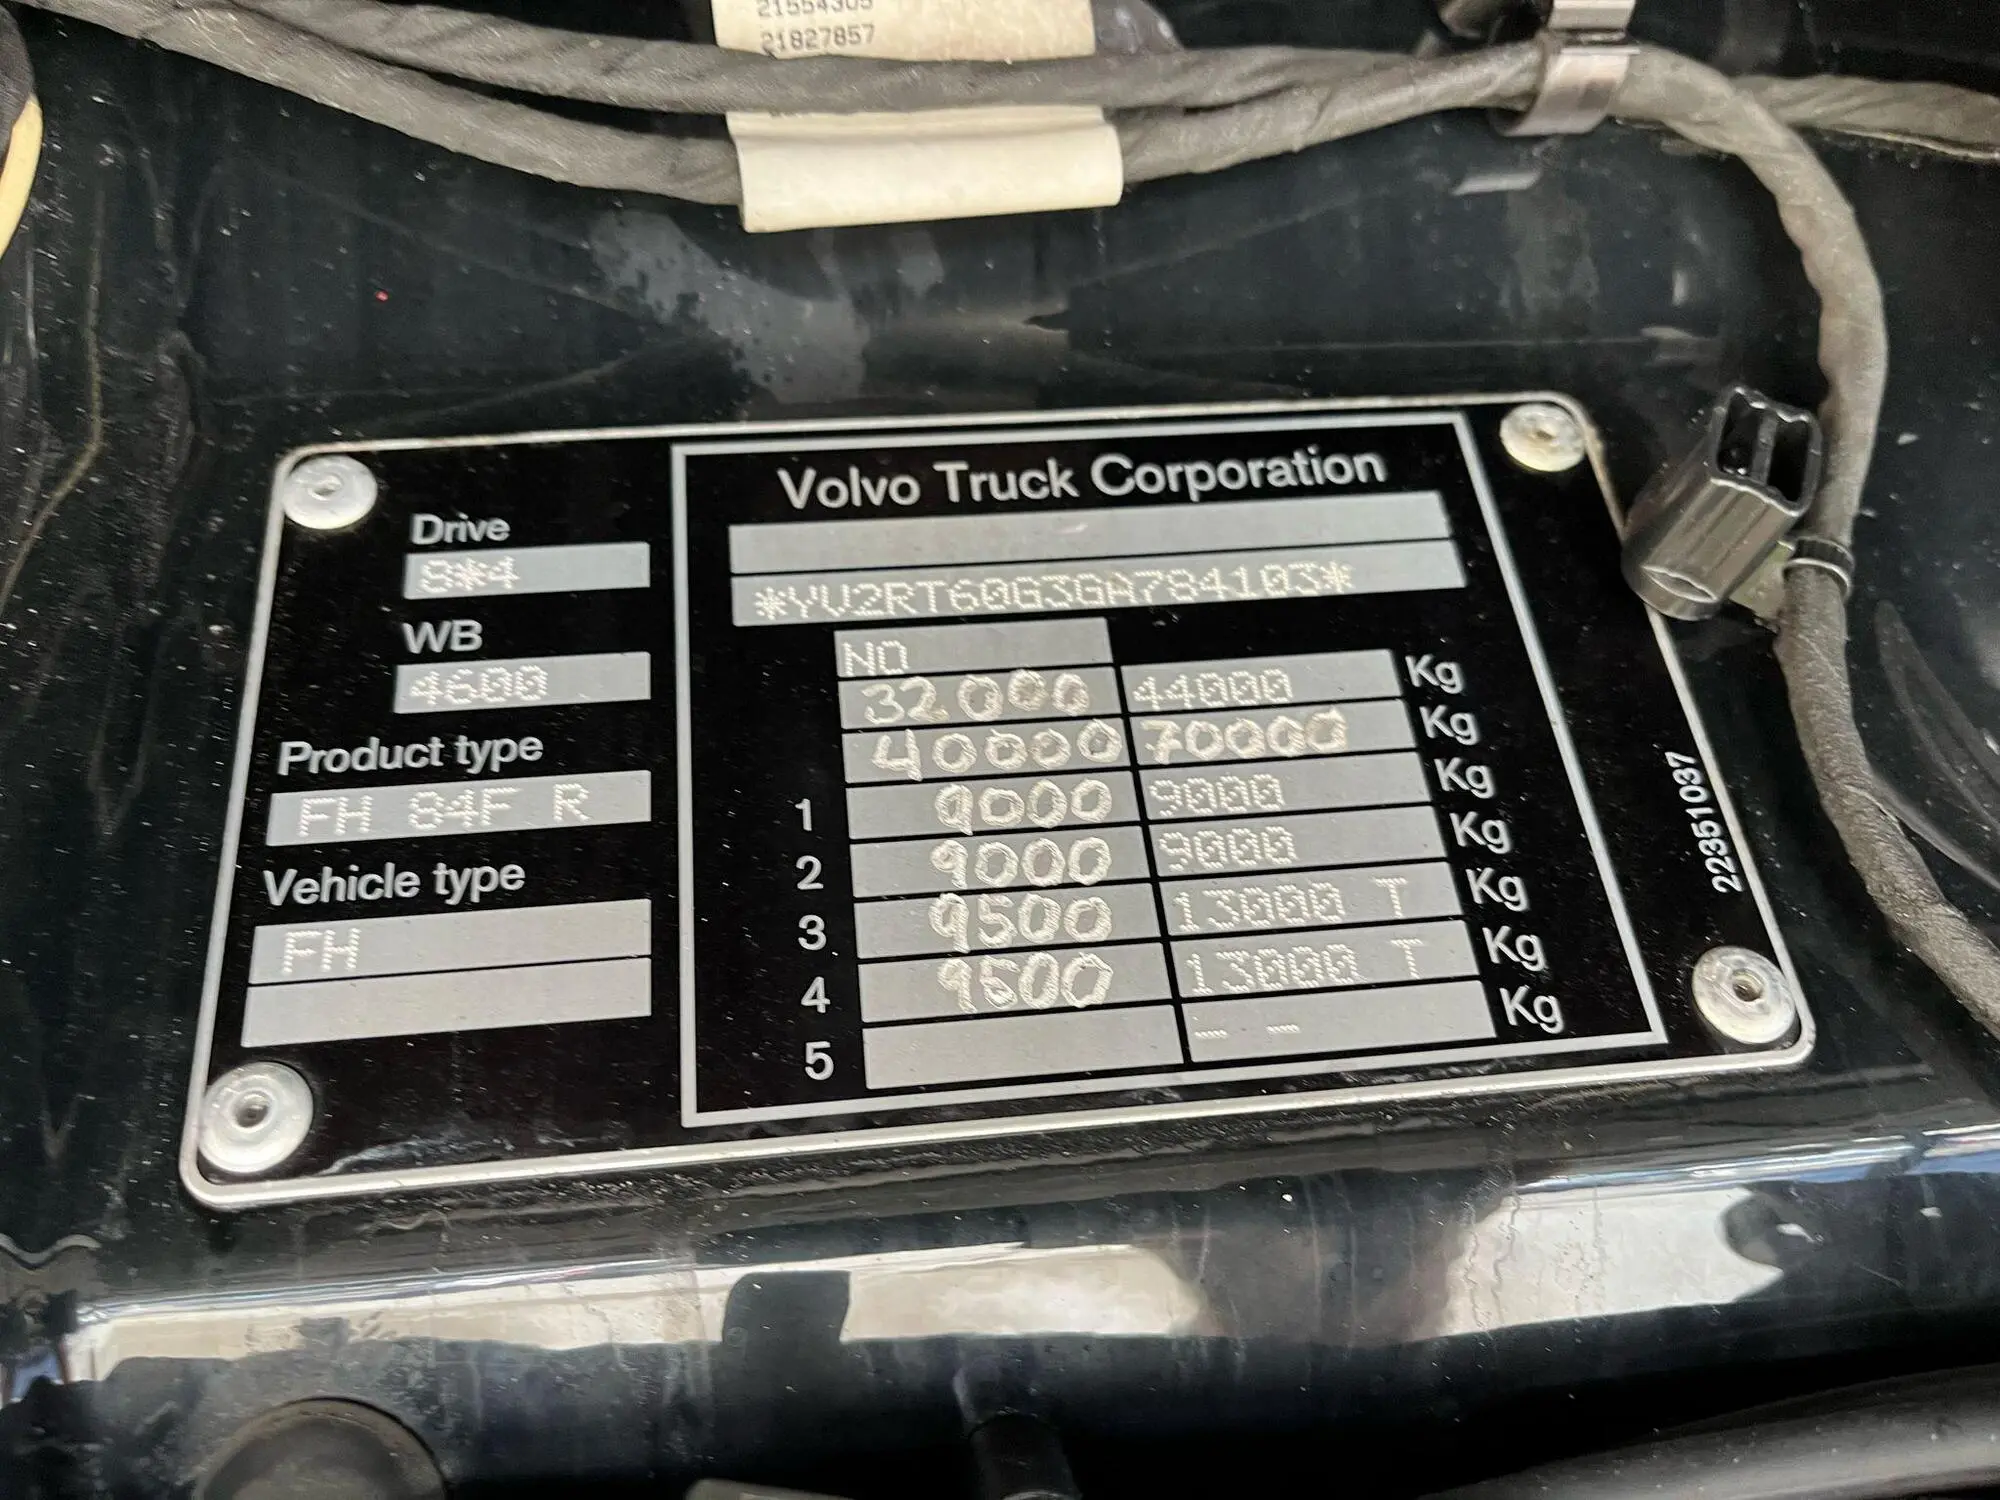 21827857
Volvo Truck Corporation
Drive
8*4
*YV2RT60G3GA784103*
WB
4600
NO
32000 44000 Kg
Product type
40000 70000 Kg
FH 84F R
1 9000 9000 Kg
Vehicle type
2 9000 9000 Kg
FH
3 9500 13000 T Kg
4 9500 13000 T Kg
5 - - Kg
22351037